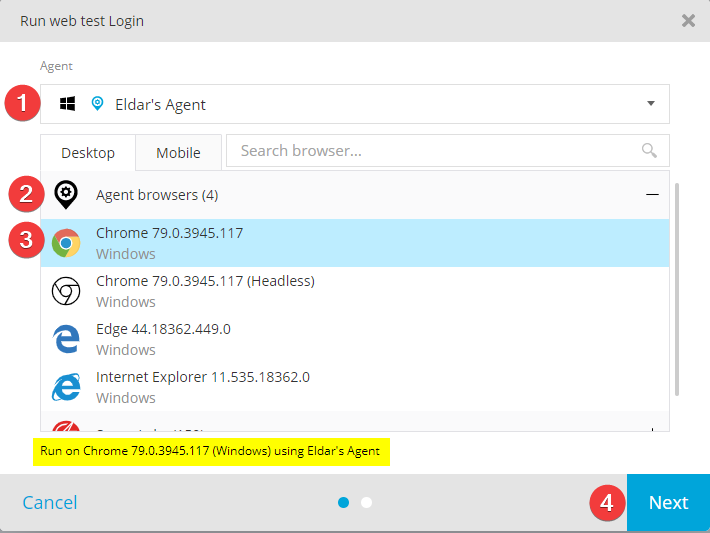 Run web test Login
Agent
1
Eldar's Agent
Desktop
Mobile
Search browser...
2
Agent browsers (4)
3
Chrome 79.0.3945.117
Windows
Chrome 79.0.3945.117 (Headless)
Windows
Edge 44.18362.449.0
Windows
Internet Explorer 11.535.18362.0
Windows
Run on Chrome 79.0.3945.117 (Windows) using Eldar's Agent
Cancel
4
Next